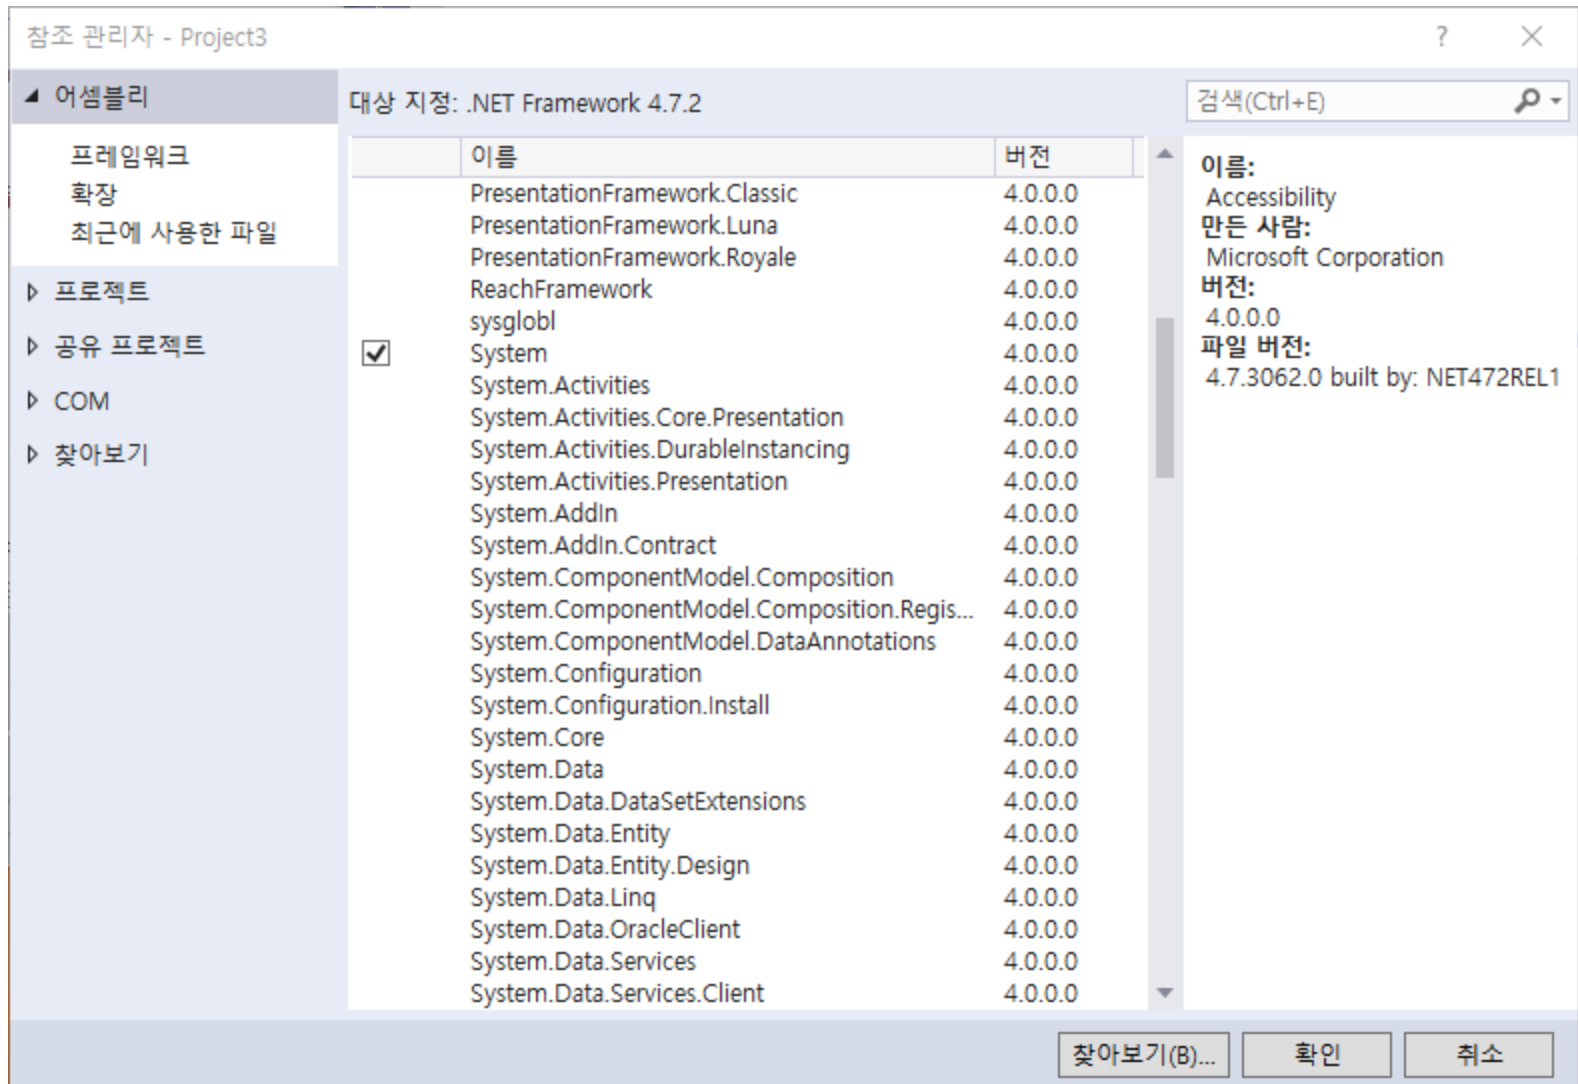 참조 관리자 - Project3
?
어셈블리
프레임워크
확장
최근에 사용한 파일
프로젝트
공유 프로젝트
COM
찾아보기
대상 지정: .NET Framework 4.7.2
검색(Ctrl+E)
이름 버전
PresentationFramework.Classic 4.0.0.0
PresentationFramework.Luna 4.0.0.0
PresentationFramework.Royale 4.0.0.0
ReachFramework 4.0.0.0
sysglobl 4.0.0.0
System 4.0.0.0
System.Activities 4.0.0.0
System.Activities.Core.Presentation 4.0.0.0
System.Activities.DurableInstancing 4.0.0.0
System.Activities.Presentation 4.0.0.0
System.AddIn 4.0.0.0
System.AddIn.Contract 4.0.0.0
System.ComponentModel.Composition 4.0.0.0
System.ComponentModel.Composition.Regis... 4.0.0.0
System.ComponentModel.DataAnnotations 4.0.0.0
System.Configuration 4.0.0.0
System.Configuration.Install 4.0.0.0
System.Core 4.0.0.0
System.Data 4.0.0.0
System.Data.DataSetExtensions 4.0.0.0
System.Data.Entity 4.0.0.0
System.Data.Entity.Design 4.0.0.0
System.Data.Linq 4.0.0.0
System.Data.OracleClient 4.0.0.0
System.Data.Services 4.0.0.0
System.Data.Services.Client 4.0.0.0
이름:
Accessibility
만든 사람:
Microsoft Corporation
버전:
4.0.0.0
파일 버전:
4.7.3062.0 built by: NET472REL1
찾아보기(B)... 확인 취소